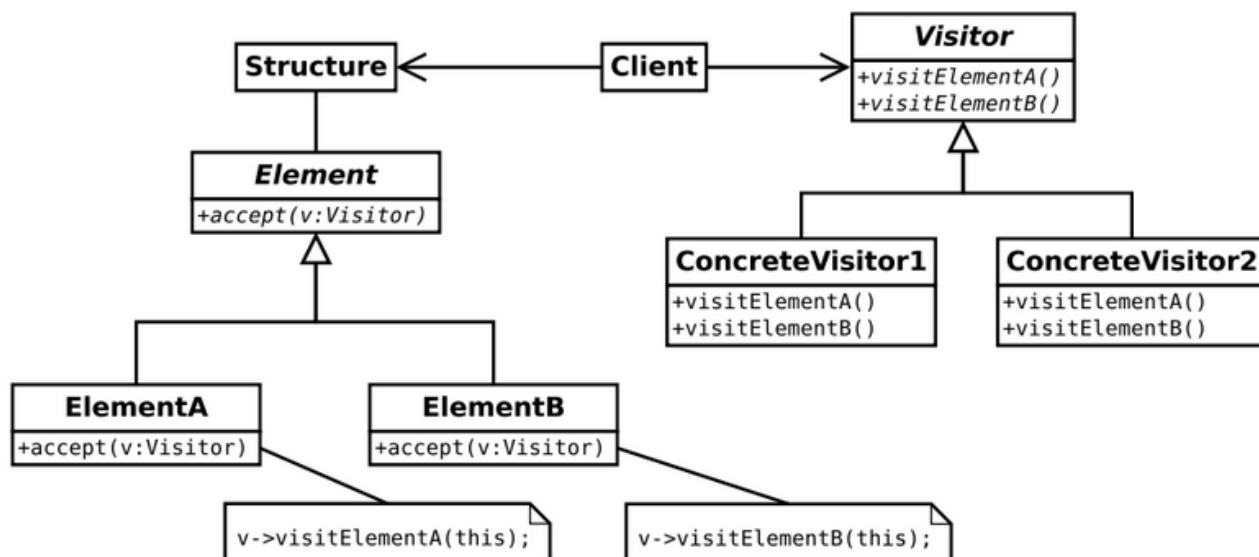 Structure
Client
Visitor
+visitElementA()
+visitElementB()
Element
+accept(v:Visitor)
ConcreteVisitor1
+visitElementA()
+visitElementB()
ConcreteVisitor2
+visitElementA()
+visitElementB()
ElementA
+accept(v:Visitor)
ElementB
+accept(v:Visitor)
v->visitElementA(this);
v->visitElementB(this);